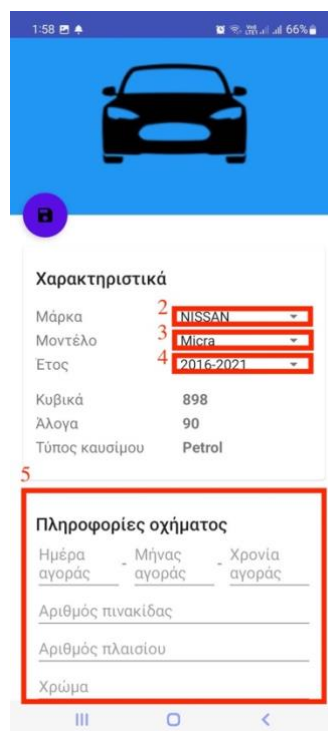 1:58 66%
Χαρακτηριστικά
Μάρκα 2 NISSAN
Μοντέλο 3 Micra
Έτος 4 2016-2021
Κυβικά 898
Άλογα 90
Τύπος καυσίμου Petrol
5
Πληροφορίες οχήματος
Ημέρα αγοράς - Μήνας αγοράς - Χρονία αγοράς
Αριθμός πινακίδας
Αριθμός πλαισίου
Χρώμα